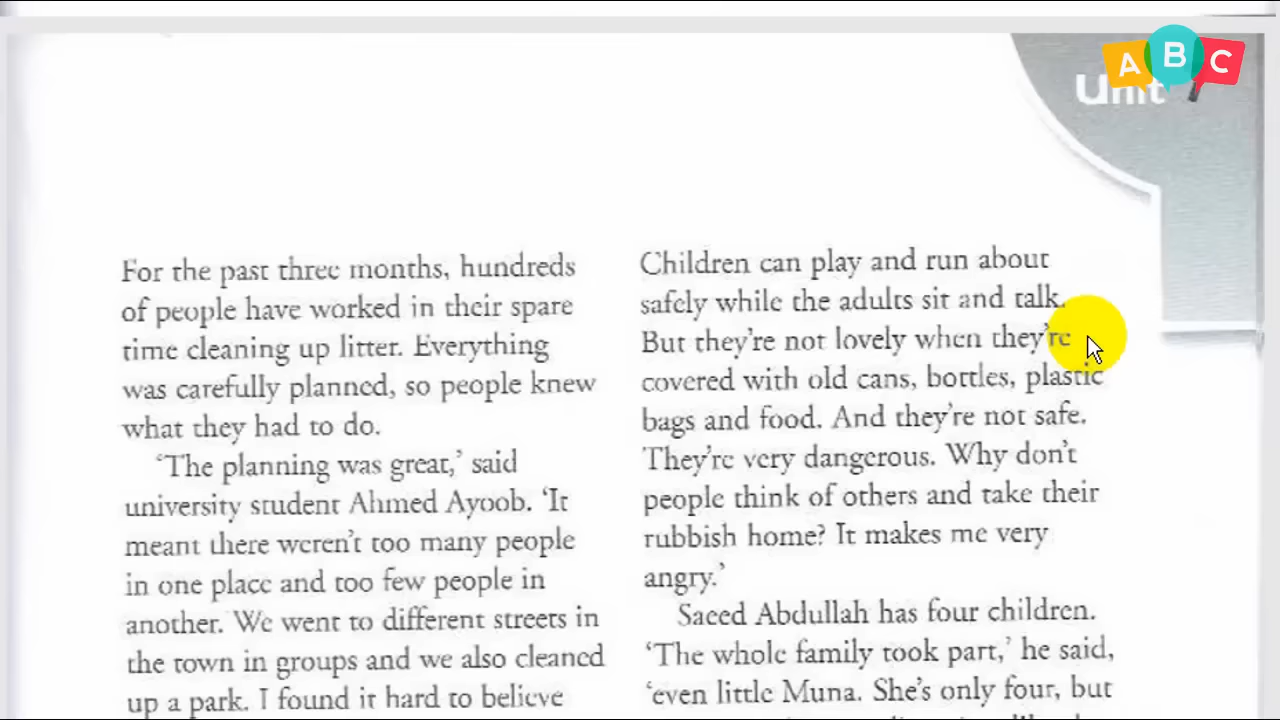 A B C
Unit
For the past three months, hundreds
of people have worked in their spare
time cleaning up litter. Everything
was carefully planned, so people knew
what they had to do.
‘The planning was great,’ said
university student Ahmed Ayoob. ‘It
meant there weren’t too many people
in one place and too few people in
another. We went to different streets in
the town in groups and we also cleaned
up a park. I found it hard to believe
Children can play and run about
safely while the adults sit and talk.
But they’re not lovely when they’re
covered with old cans, bottles, plastic
bags and food. And they’re not safe.
They’re very dangerous. Why don’t
people think of others and take their
rubbish home? It makes me very
angry.’
Saeed Abdullah has four children.
‘The whole family took part,’ he said,
‘even little Muna. She’s only four, but